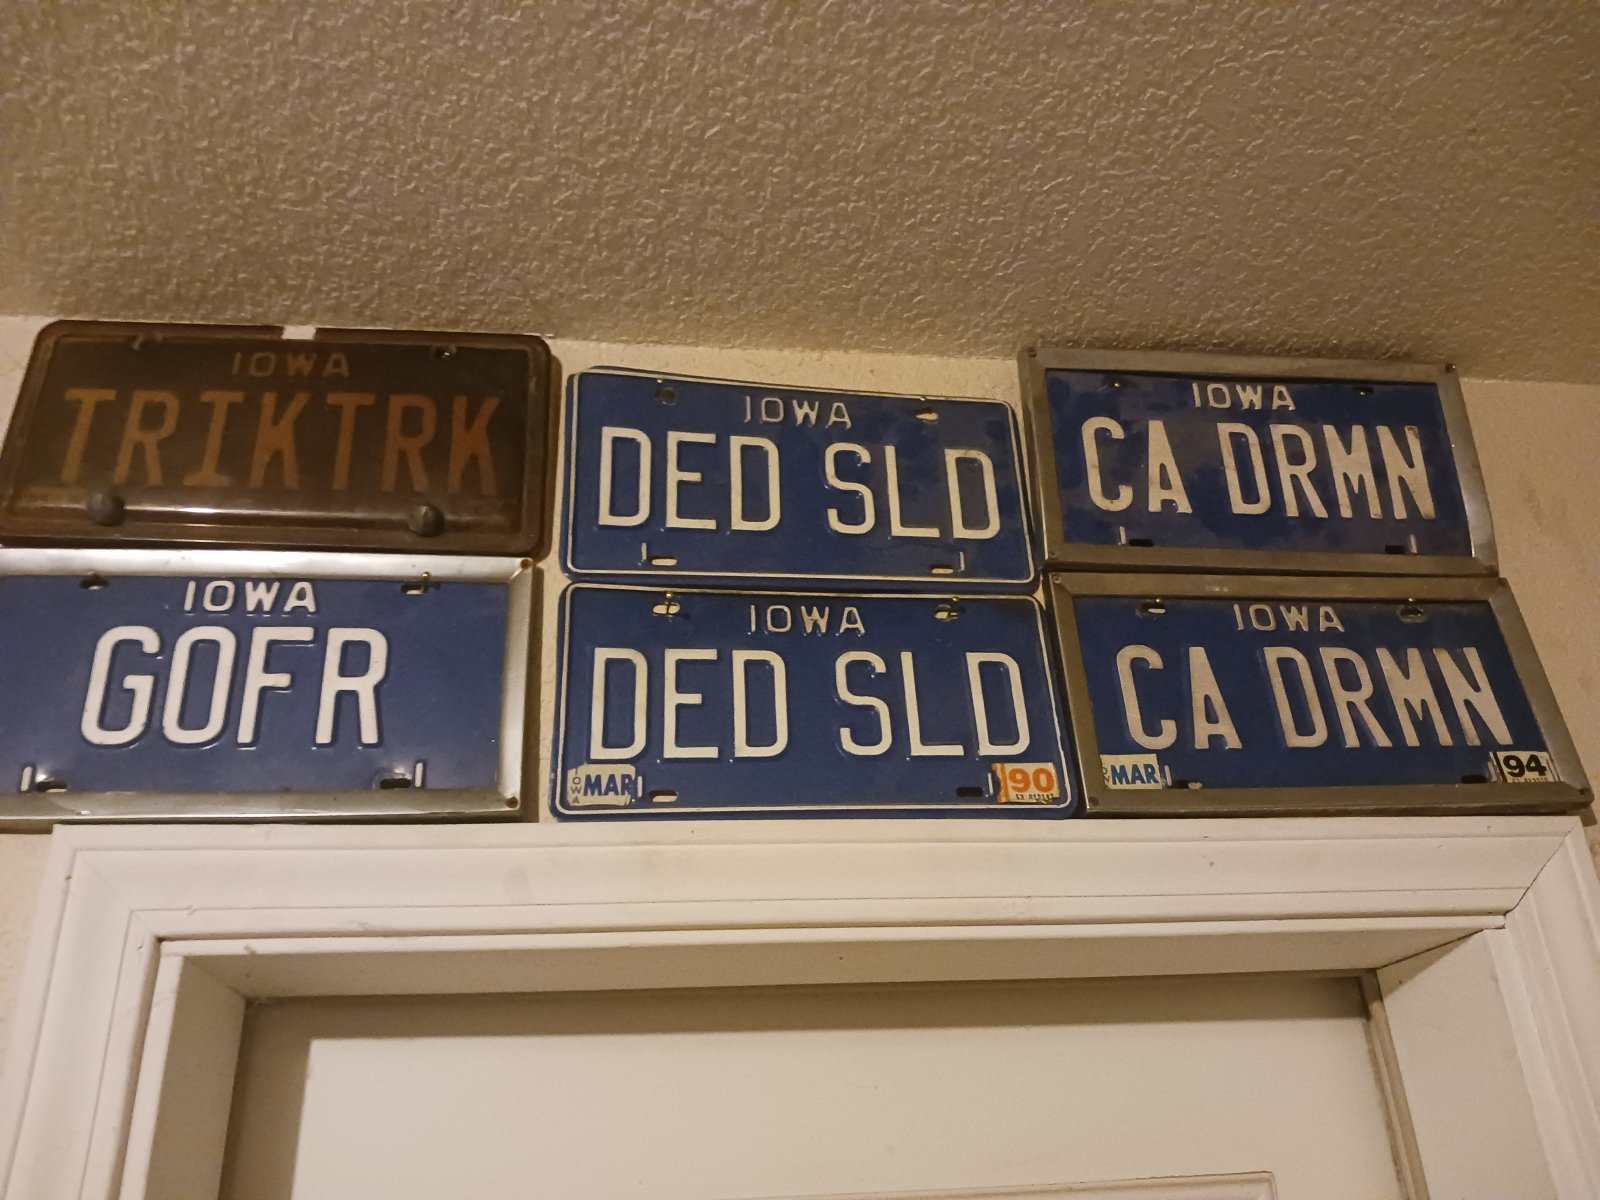 IOWA
TRIKTRK
IOWA
DED SLD
IOWA
CA DRMN
IOWA
GOFR
IOWA
DED SLD
IOWA MAR 90
IOWA
CA DRMN
MAR 94